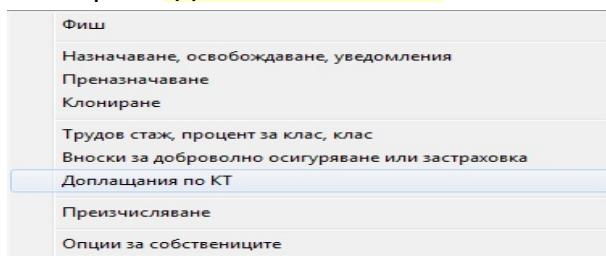 Фиш
Назначаване, освобождаване, уведомления
Преназначаване
Клониране
Трудов стаж, процент за клас, клас
Вноски за доброволно осигуряване или застраховка
Доплащания по КТ
Преизчисляване
Опции за собствениците